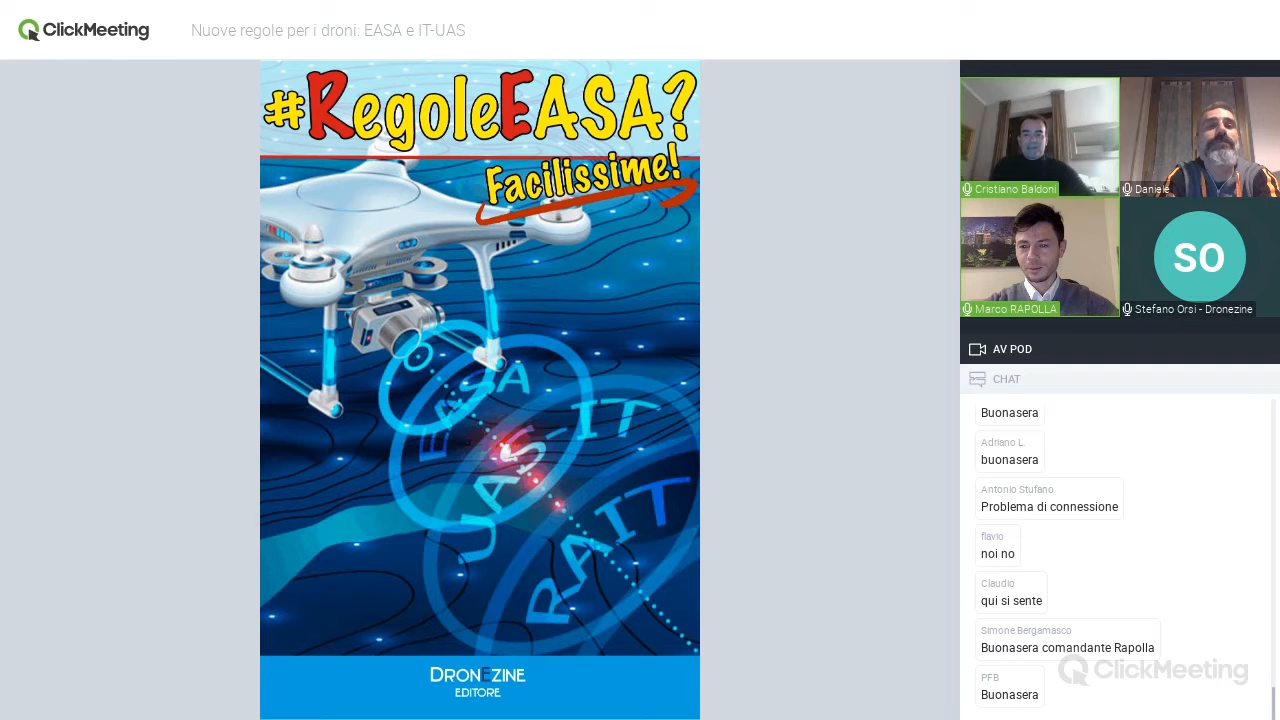 ClickMeeting
Nuove regole per i droni: EASA e IT-UAS
#RegoleEASA?
Facilissime!
EASA
UAS-IT
RAIT
DRONEZINE
EDITORE
Cristiano Baldoni
Daniele
Marco RAPOLLA
SO
Stefano Orsi - Dronezine
AV POD
CHAT
Buonasera
Adriano L.
buonasera
Antonio Stufano
Problema di connessione
flavio
noi no
Claudio
qui si sente
Simone Bergamasco
Buonasera comandante Rapolla
PFB
Buonasera
ClickMeeting